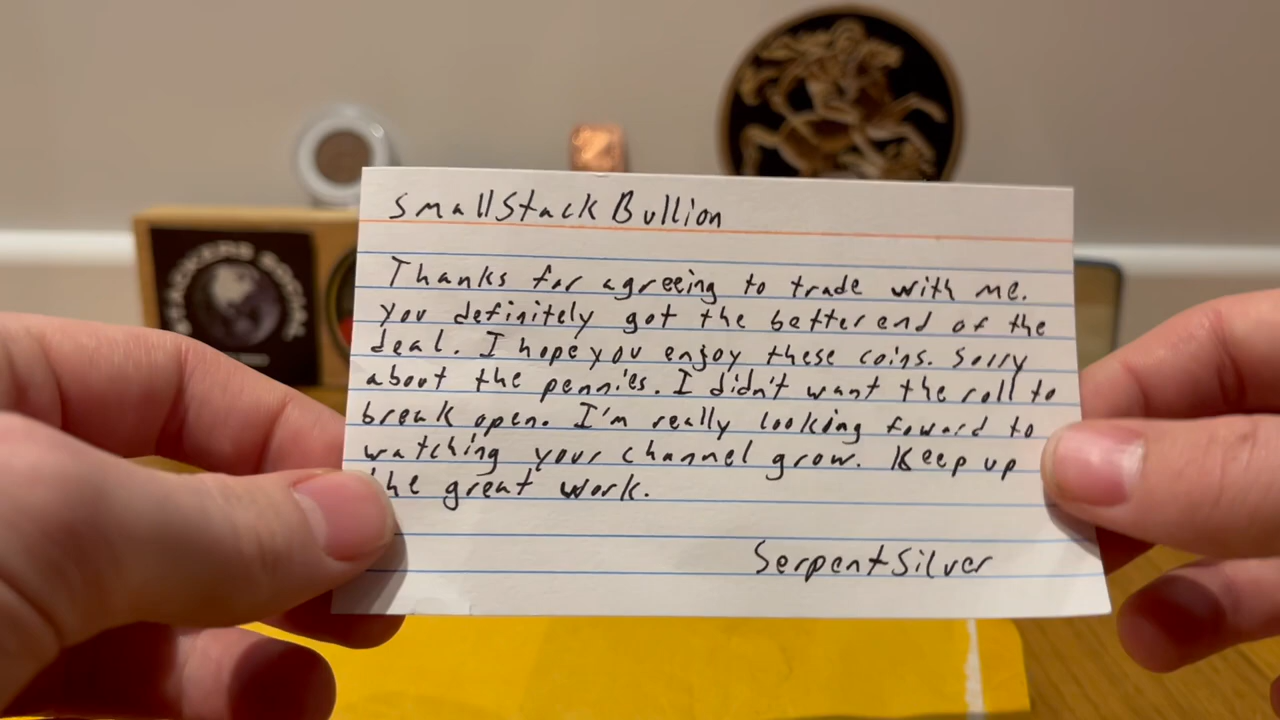 SmallStack Bullion
Thanks for agreeing to trade with me.
You definitely got the better end of the
deal. I hope you enjoy these coins. Sorry
about the pennies. I didn't want the roll to
break open. I'm really looking foward to
watching your channel grow. Keep up
the great work.
SerpentSilver
STACKERS SOCIAL